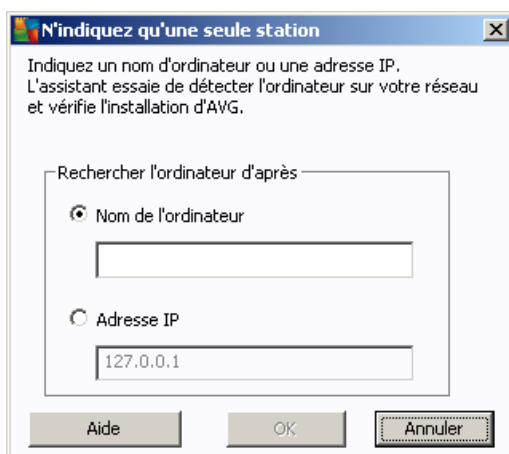 N'indiquez qu'une seule station
Indiquez un nom d'ordinateur ou une adresse IP.
L'assistant essaie de détecter l'ordinateur sur votre réseau
et vérifie l'installation d'AVG.
Rechercher l'ordinateur d'après
Nom de l'ordinateur
Adresse IP
127.0.0.1
Aide
OK
Annuler